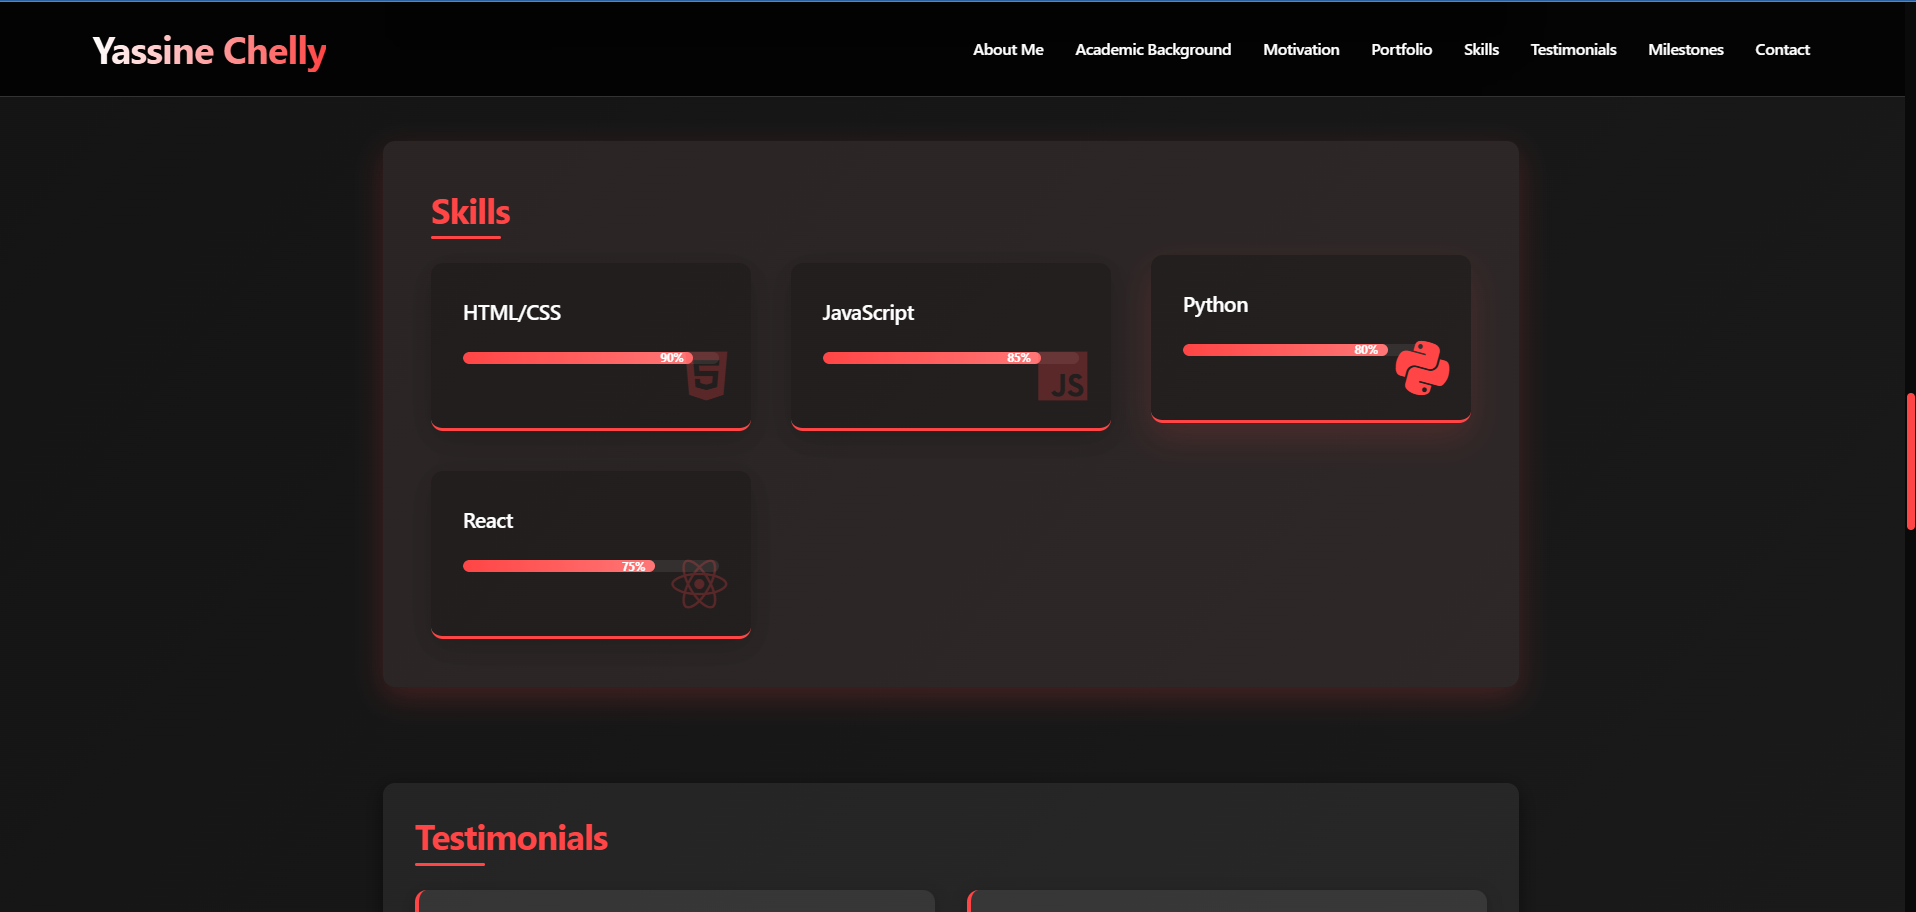 Yassine Chelly
About Me Academic Background Motivation Portfolio Skills Testimonials Milestones Contact
Skills
HTML/CSS
90%
5
JavaScript
85%
JS
Python
80%
React
75%
Testimonials